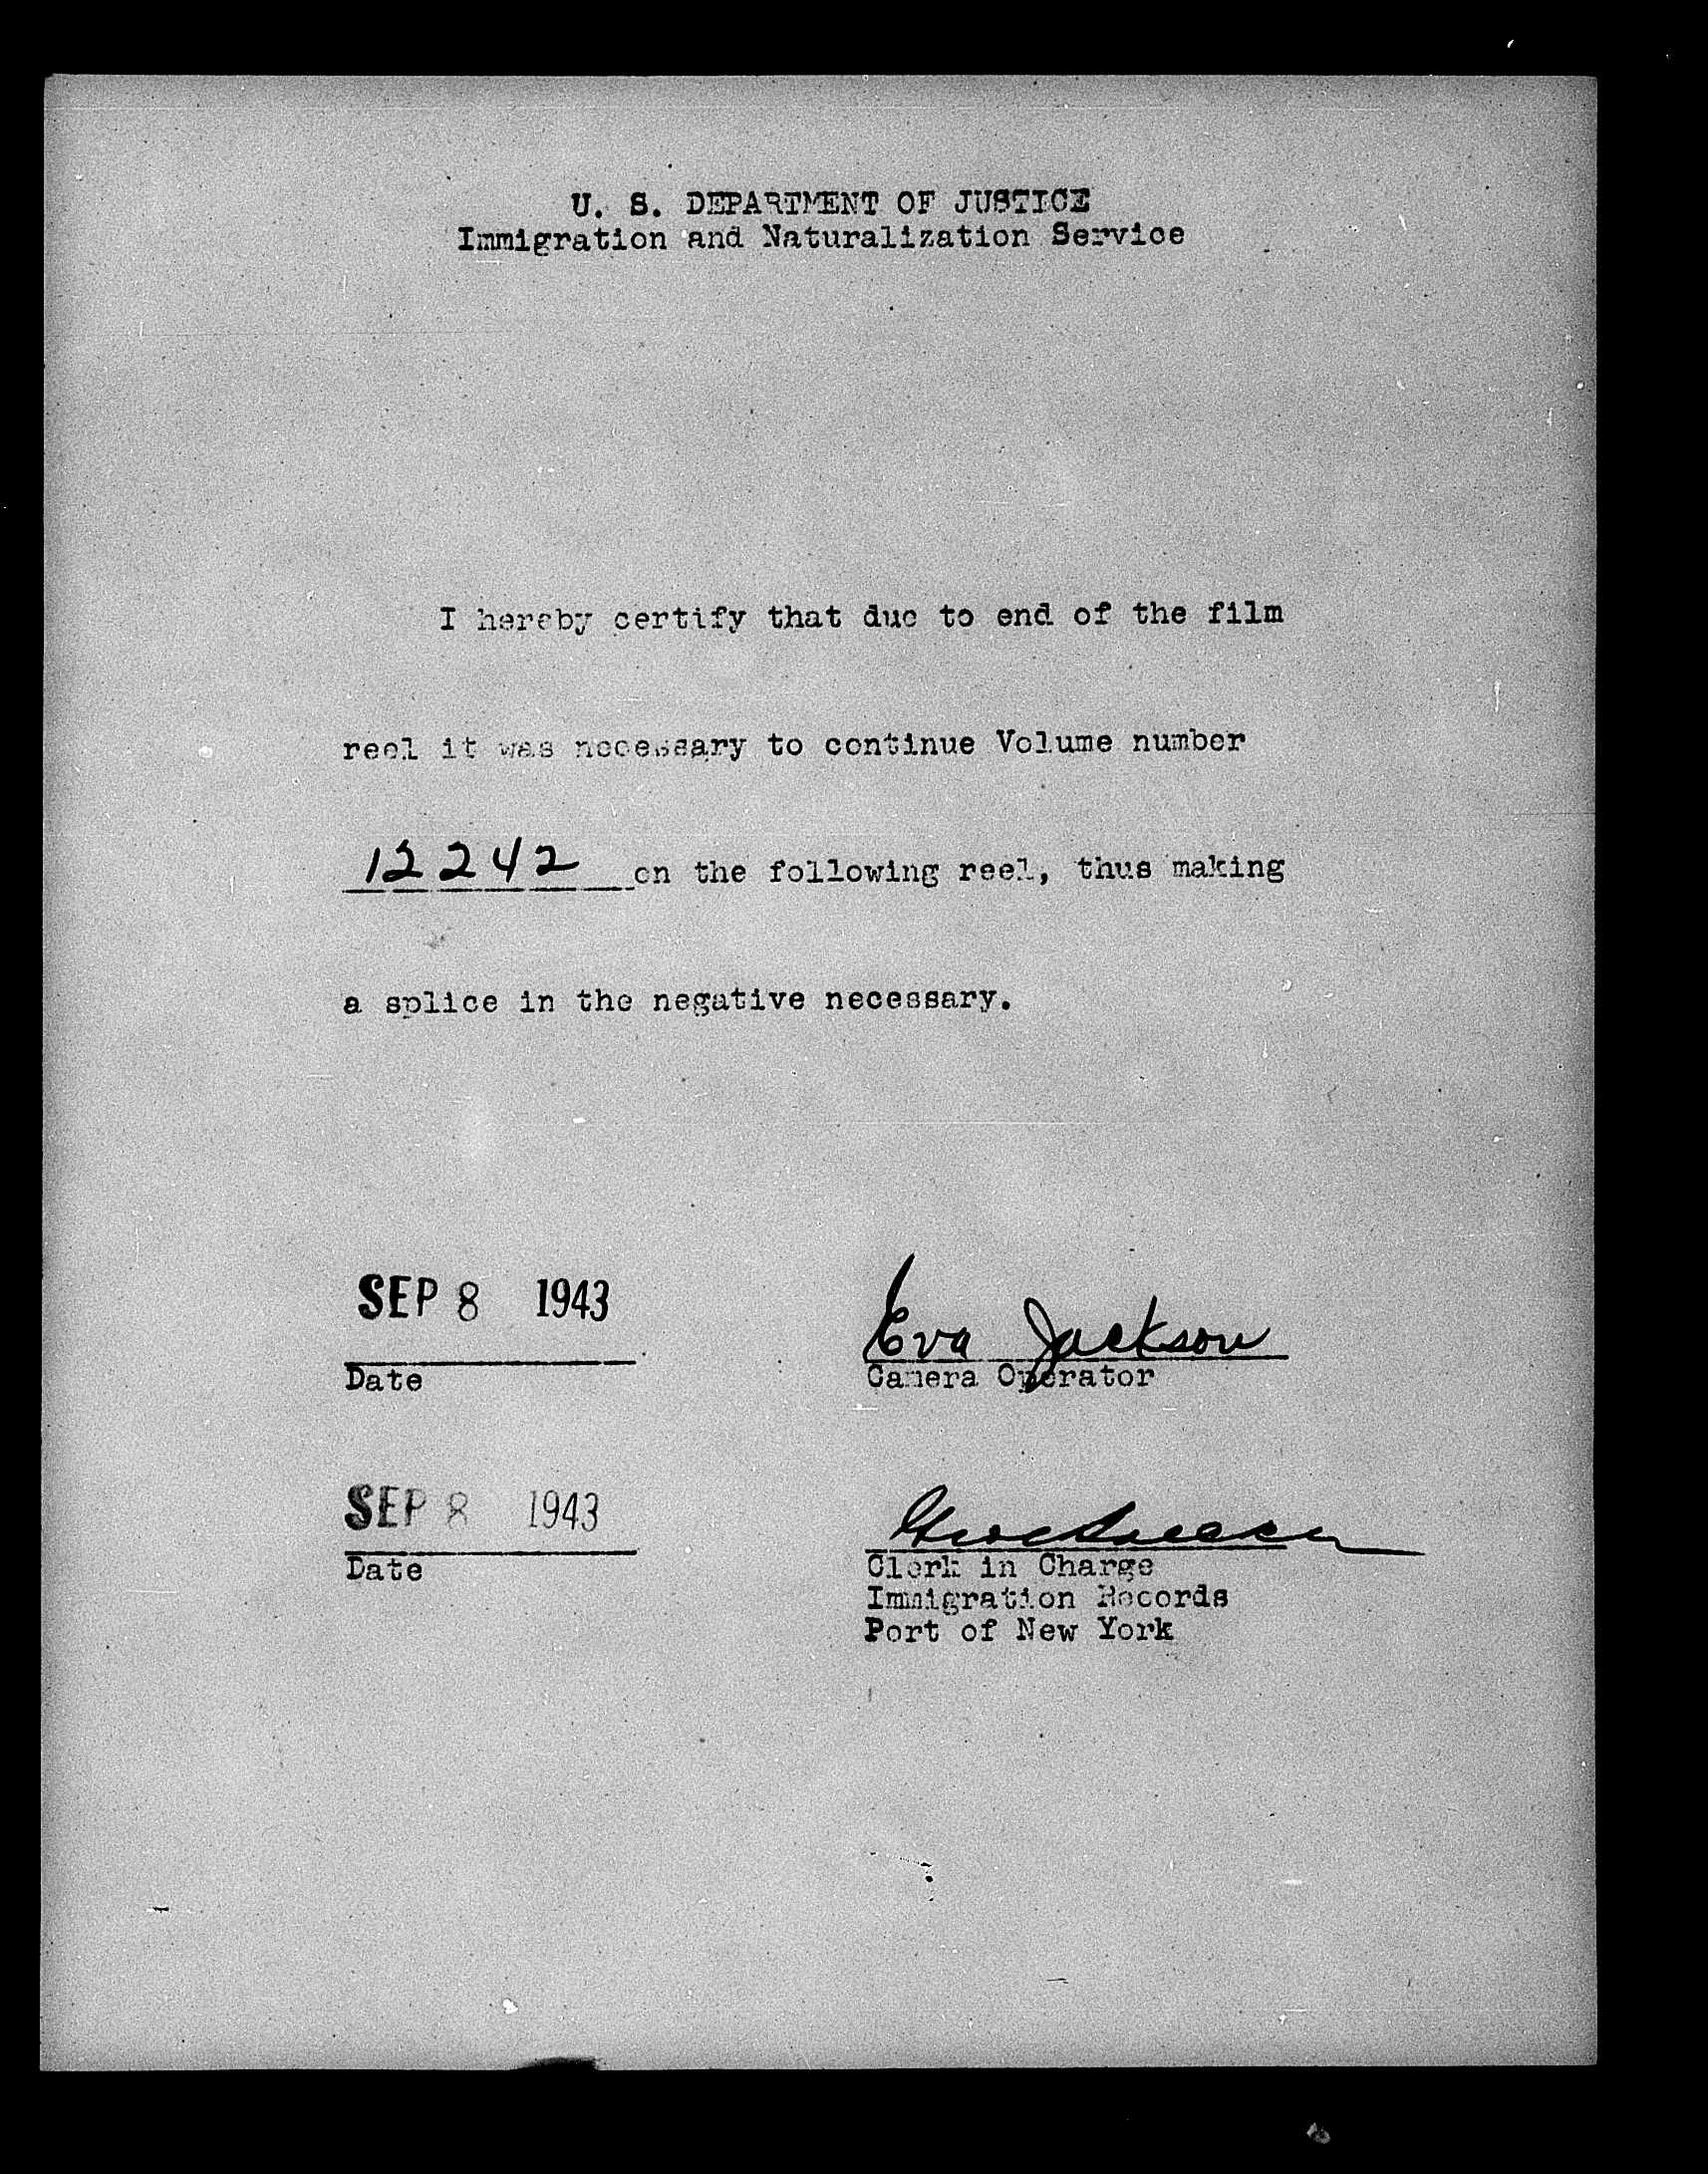 U. S. DEPARTMENT OF JUSTICE
Immigration and Naturalization Service
I hereby certify that due to end of the film
reel it was necessary to continue Volume number
12242 on the following reel, thus making
a splice in the negative necessary.
SEP 8 1943
Eva Jackson
Date
Camera Operator
SEP 8 1943
Date
Clerk in Charge
Immigration Records
Port of New York